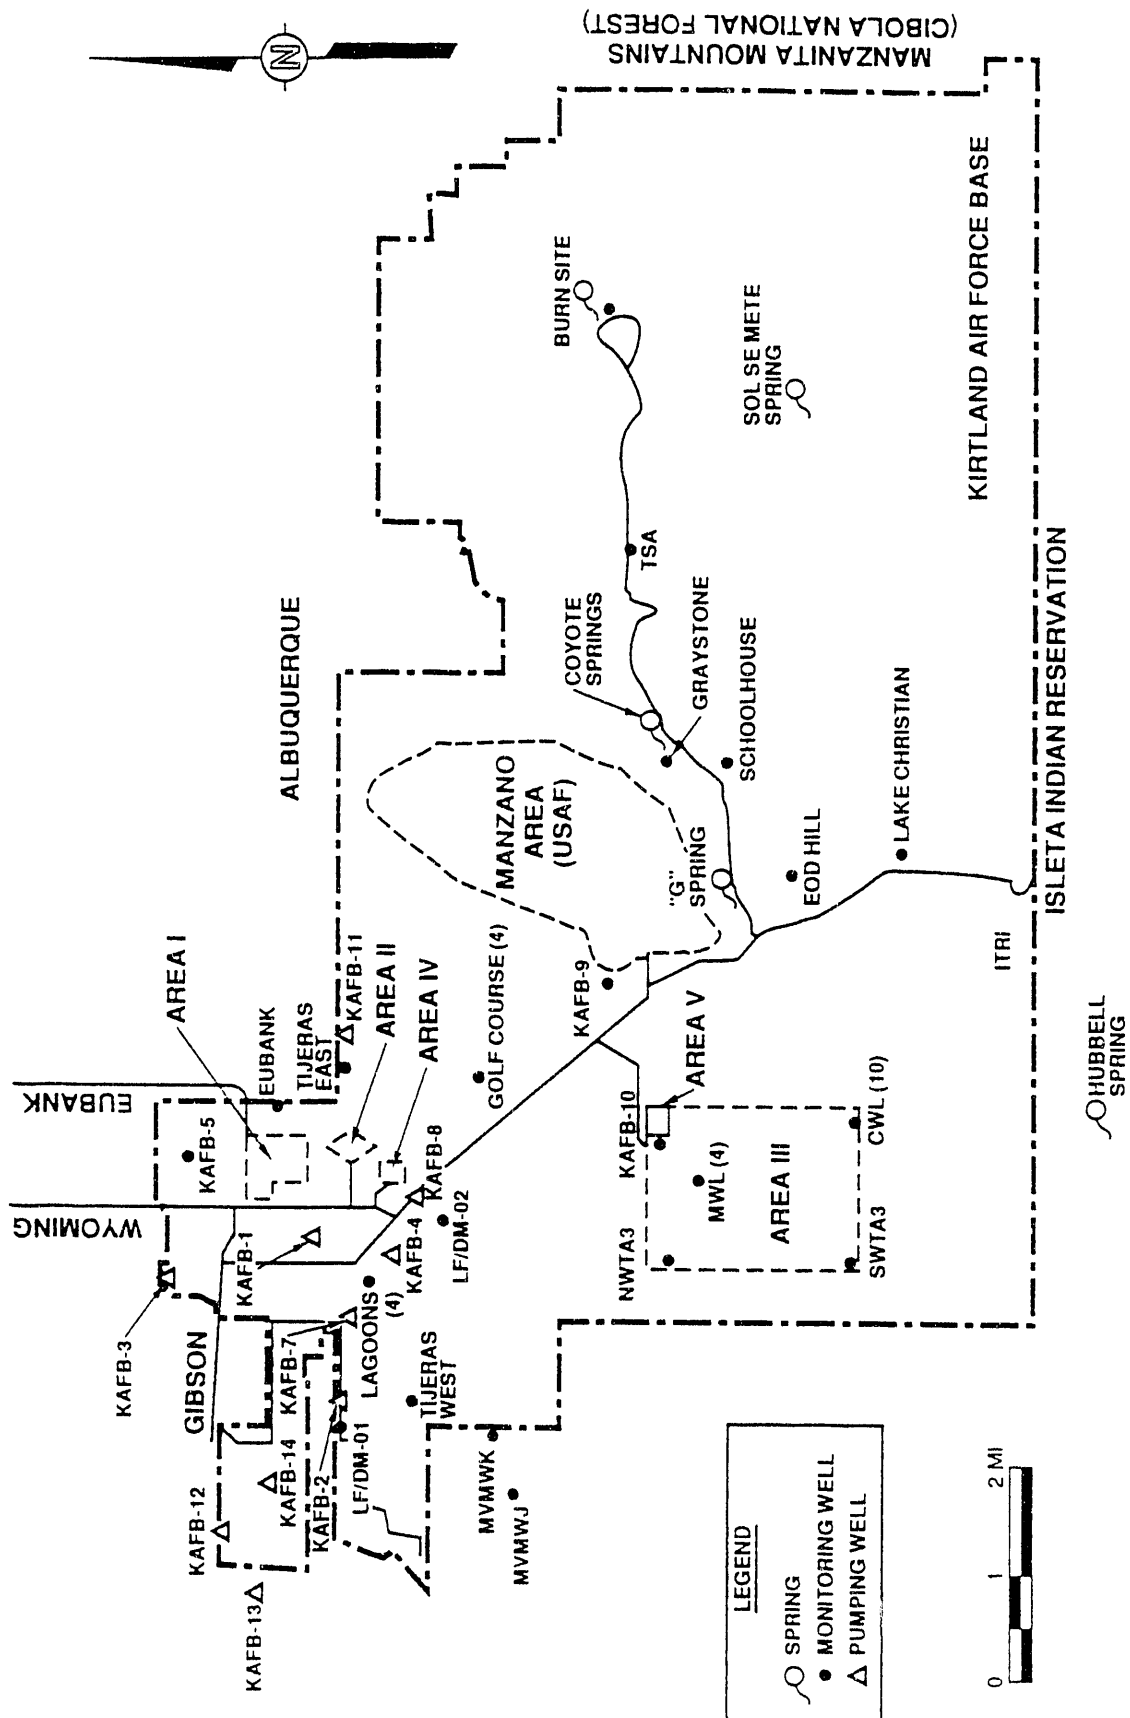 MANZANITA MOUNTAINS
(CIBOLA NATIONAL FOREST)
N
ALBUQUERQUE
EUBANK
WYOMING
GIBSON
KAFB-3
KAFB-12
KAFB-13
KAFB-14
KAFB-1
KAFB-5
AREA I
EUBANK
TIJERAS
EAST
KAFB-11
AREA II
AREA IV
KAFB-7
KAFB-2
LF/DM-01
LAGOONS
(4)
KAFB-4
KAFB-8
LF/DM-02
TIJERAS
WEST
MVMWK
MVMWJ
GOLF COURSE (4)
MANZANO
AREA
(USAF)
KAFB-9
"G"
SPRING
COYOTE
SPRINGS
GRAYSTONE
SCHOOLHOUSE
TSA
BURN SITE
SOL SE METE
SPRING
EOD HILL
LAKE CHRISTIAN
KAFB-10
AREA V
NWTA3
MWL (4)
AREA III
SWTA3
CWL (10)
ITRI
KIRTLAND AIR FORCE BASE
ISLETA INDIAN RESERVATION
HUBBELL
SPRING
LEGEND
SPRING
MONITORING WELL
PUMPING WELL
0 1 2 MI